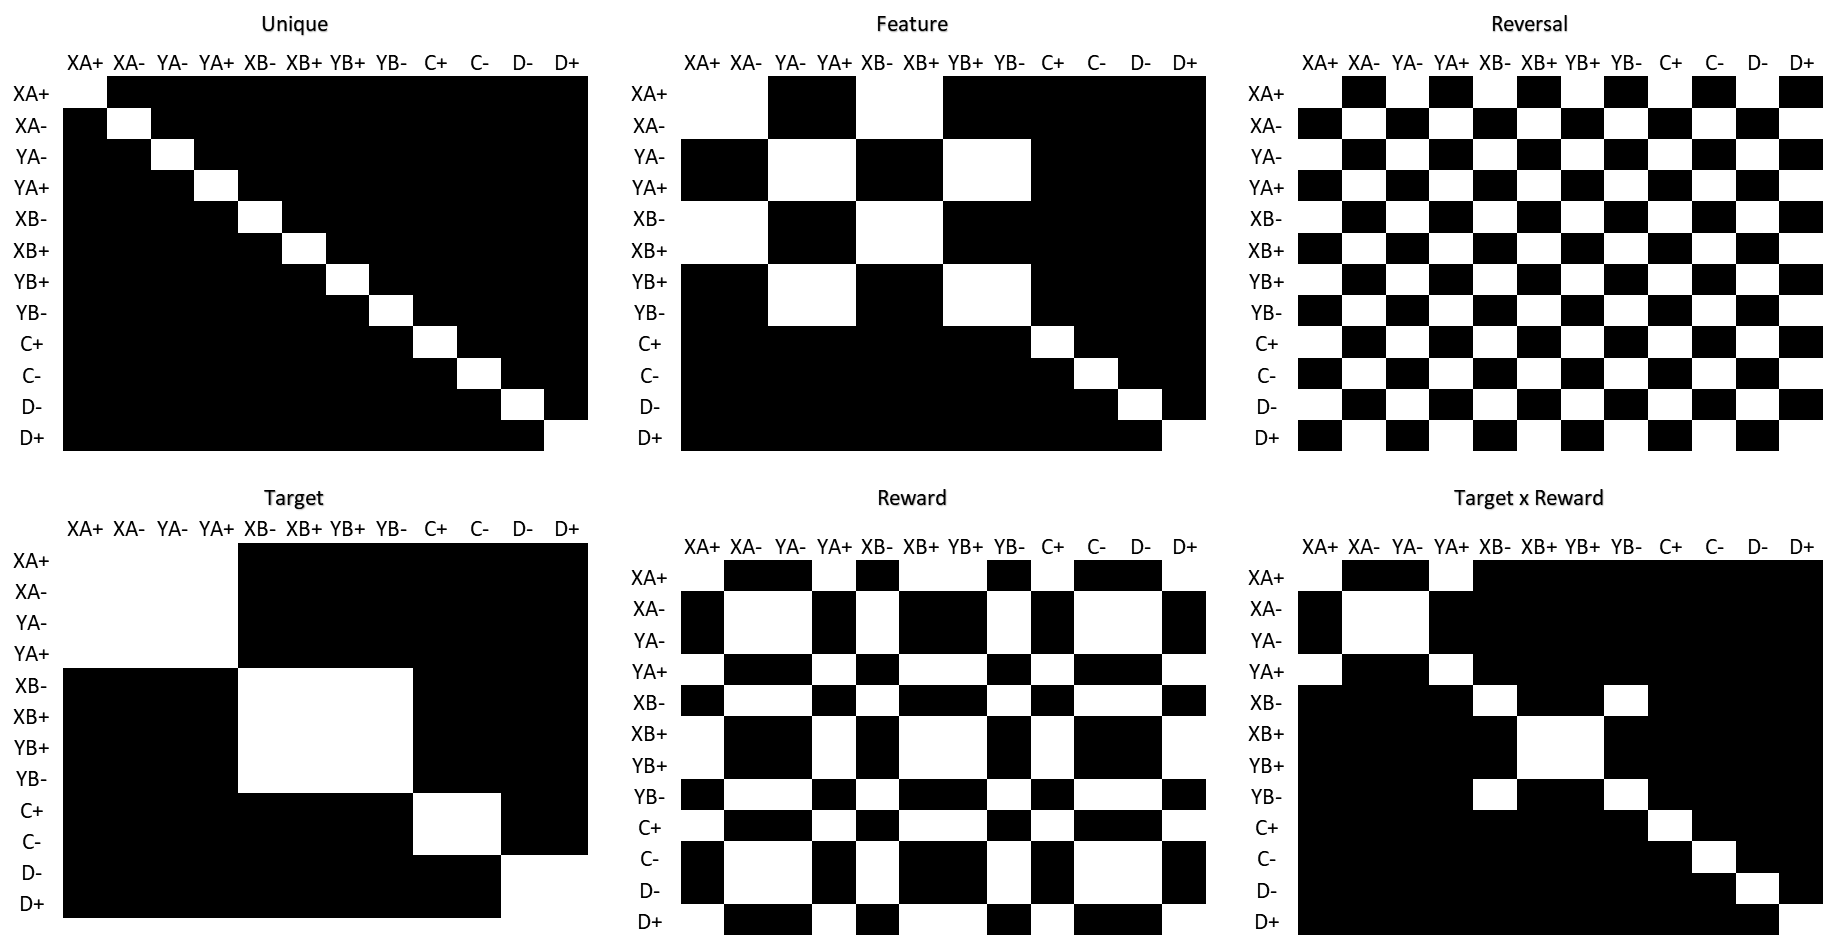 Unique Feature Reversal
XA+ XA- YA- YA+ XB- XB+ YB+ YB- C+ C- D- D+ XA+ XA- YA- YA+ XB- XB+ YB+ YB- C+ C- D- D+ XA+ XA- YA- YA+ XB- XB+ YB+ YB- C+ C- D- D+
XA+ XA+ XA+
XA- XA- XA-
YA- YA- YA-
YA+ YA+ YA+
XB- XB- XB-
XB+ XB+ XB+
YB+ YB+ YB+
YB- YB- YB-
C+ C+ C+
C- C- C-
D- D- D-
D+ D+ D+
Target Reward Target x Reward
XA+ XA- YA- YA+ XB- XB+ YB+ YB- C+ C- D- D+ XA+ XA- YA- YA+ XB- XB+ YB+ YB- C+ C- D- D+ XA+ XA- YA- YA+ XB- XB+ YB+ YB- C+ C- D- D+
XA+ XA+ XA+
XA- XA- XA-
YA- YA- YA-
YA+ YA+ YA+
XB- XB- XB-
XB+ XB+ XB+
YB+ YB+ YB+
YB- YB- YB-
C+ C+ C+
C- C- C-
D- D- D-
D+ D+ D+